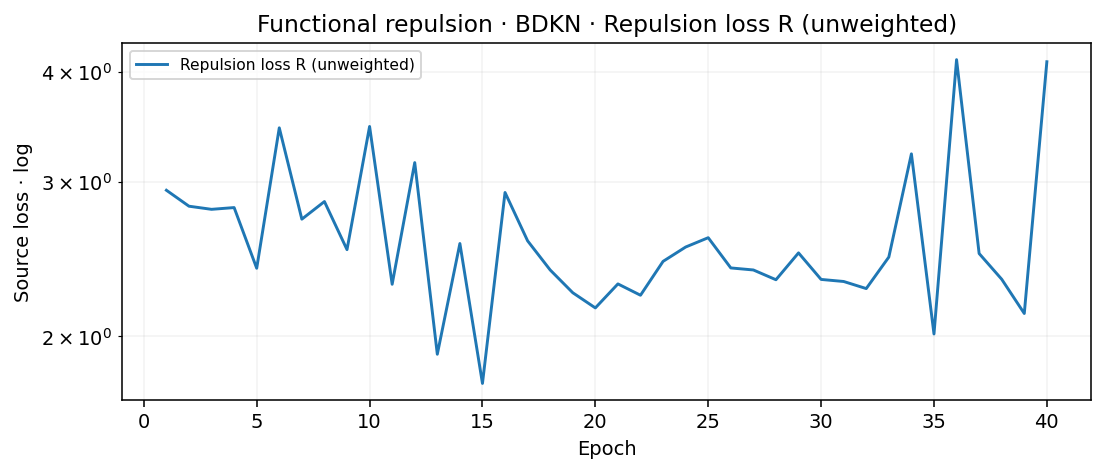 Functional repulsion · BDKN · Repulsion loss R (unweighted)
Repulsion loss R (unweighted)
Source loss · log
4 × 10⁰
3 × 10⁰
2 × 10⁰
0 5 10 15 20 25 30 35 40
Epoch